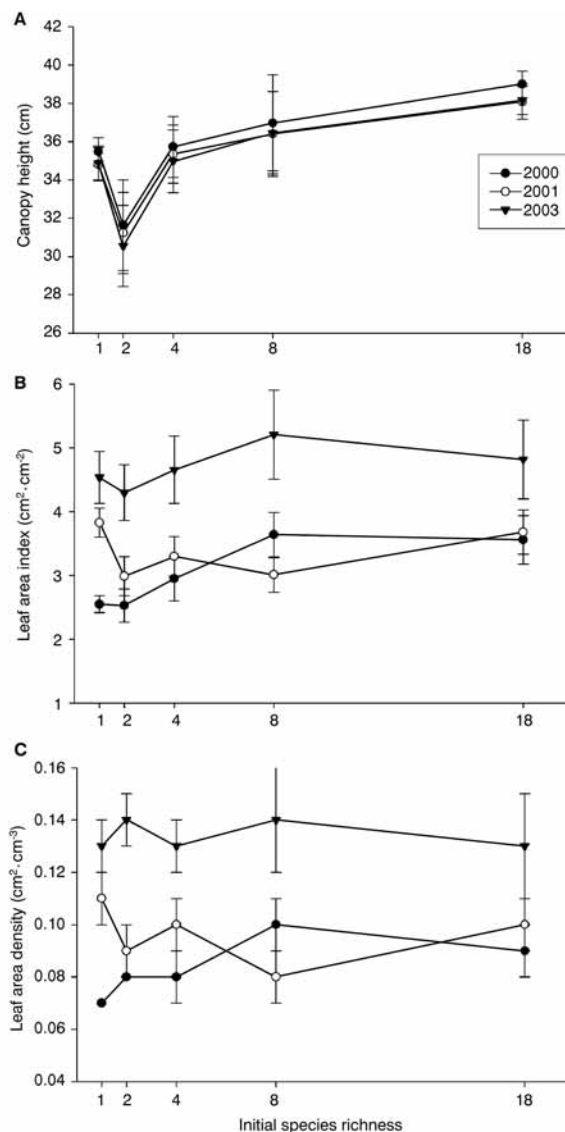 A
42
40
38
36
34
32
30
28
26
Canopy height (cm)
2000
2001
2003
1 2 4 8 18
B
6
5
4
3
2
1
Leaf area index (cm²·cm⁻²)
1 2 4 8 18
C
0.16
0.14
0.12
0.10
0.08
0.06
0.04
Leaf area density (cm²·cm⁻³)
1 2 4 8 18
Initial species richness